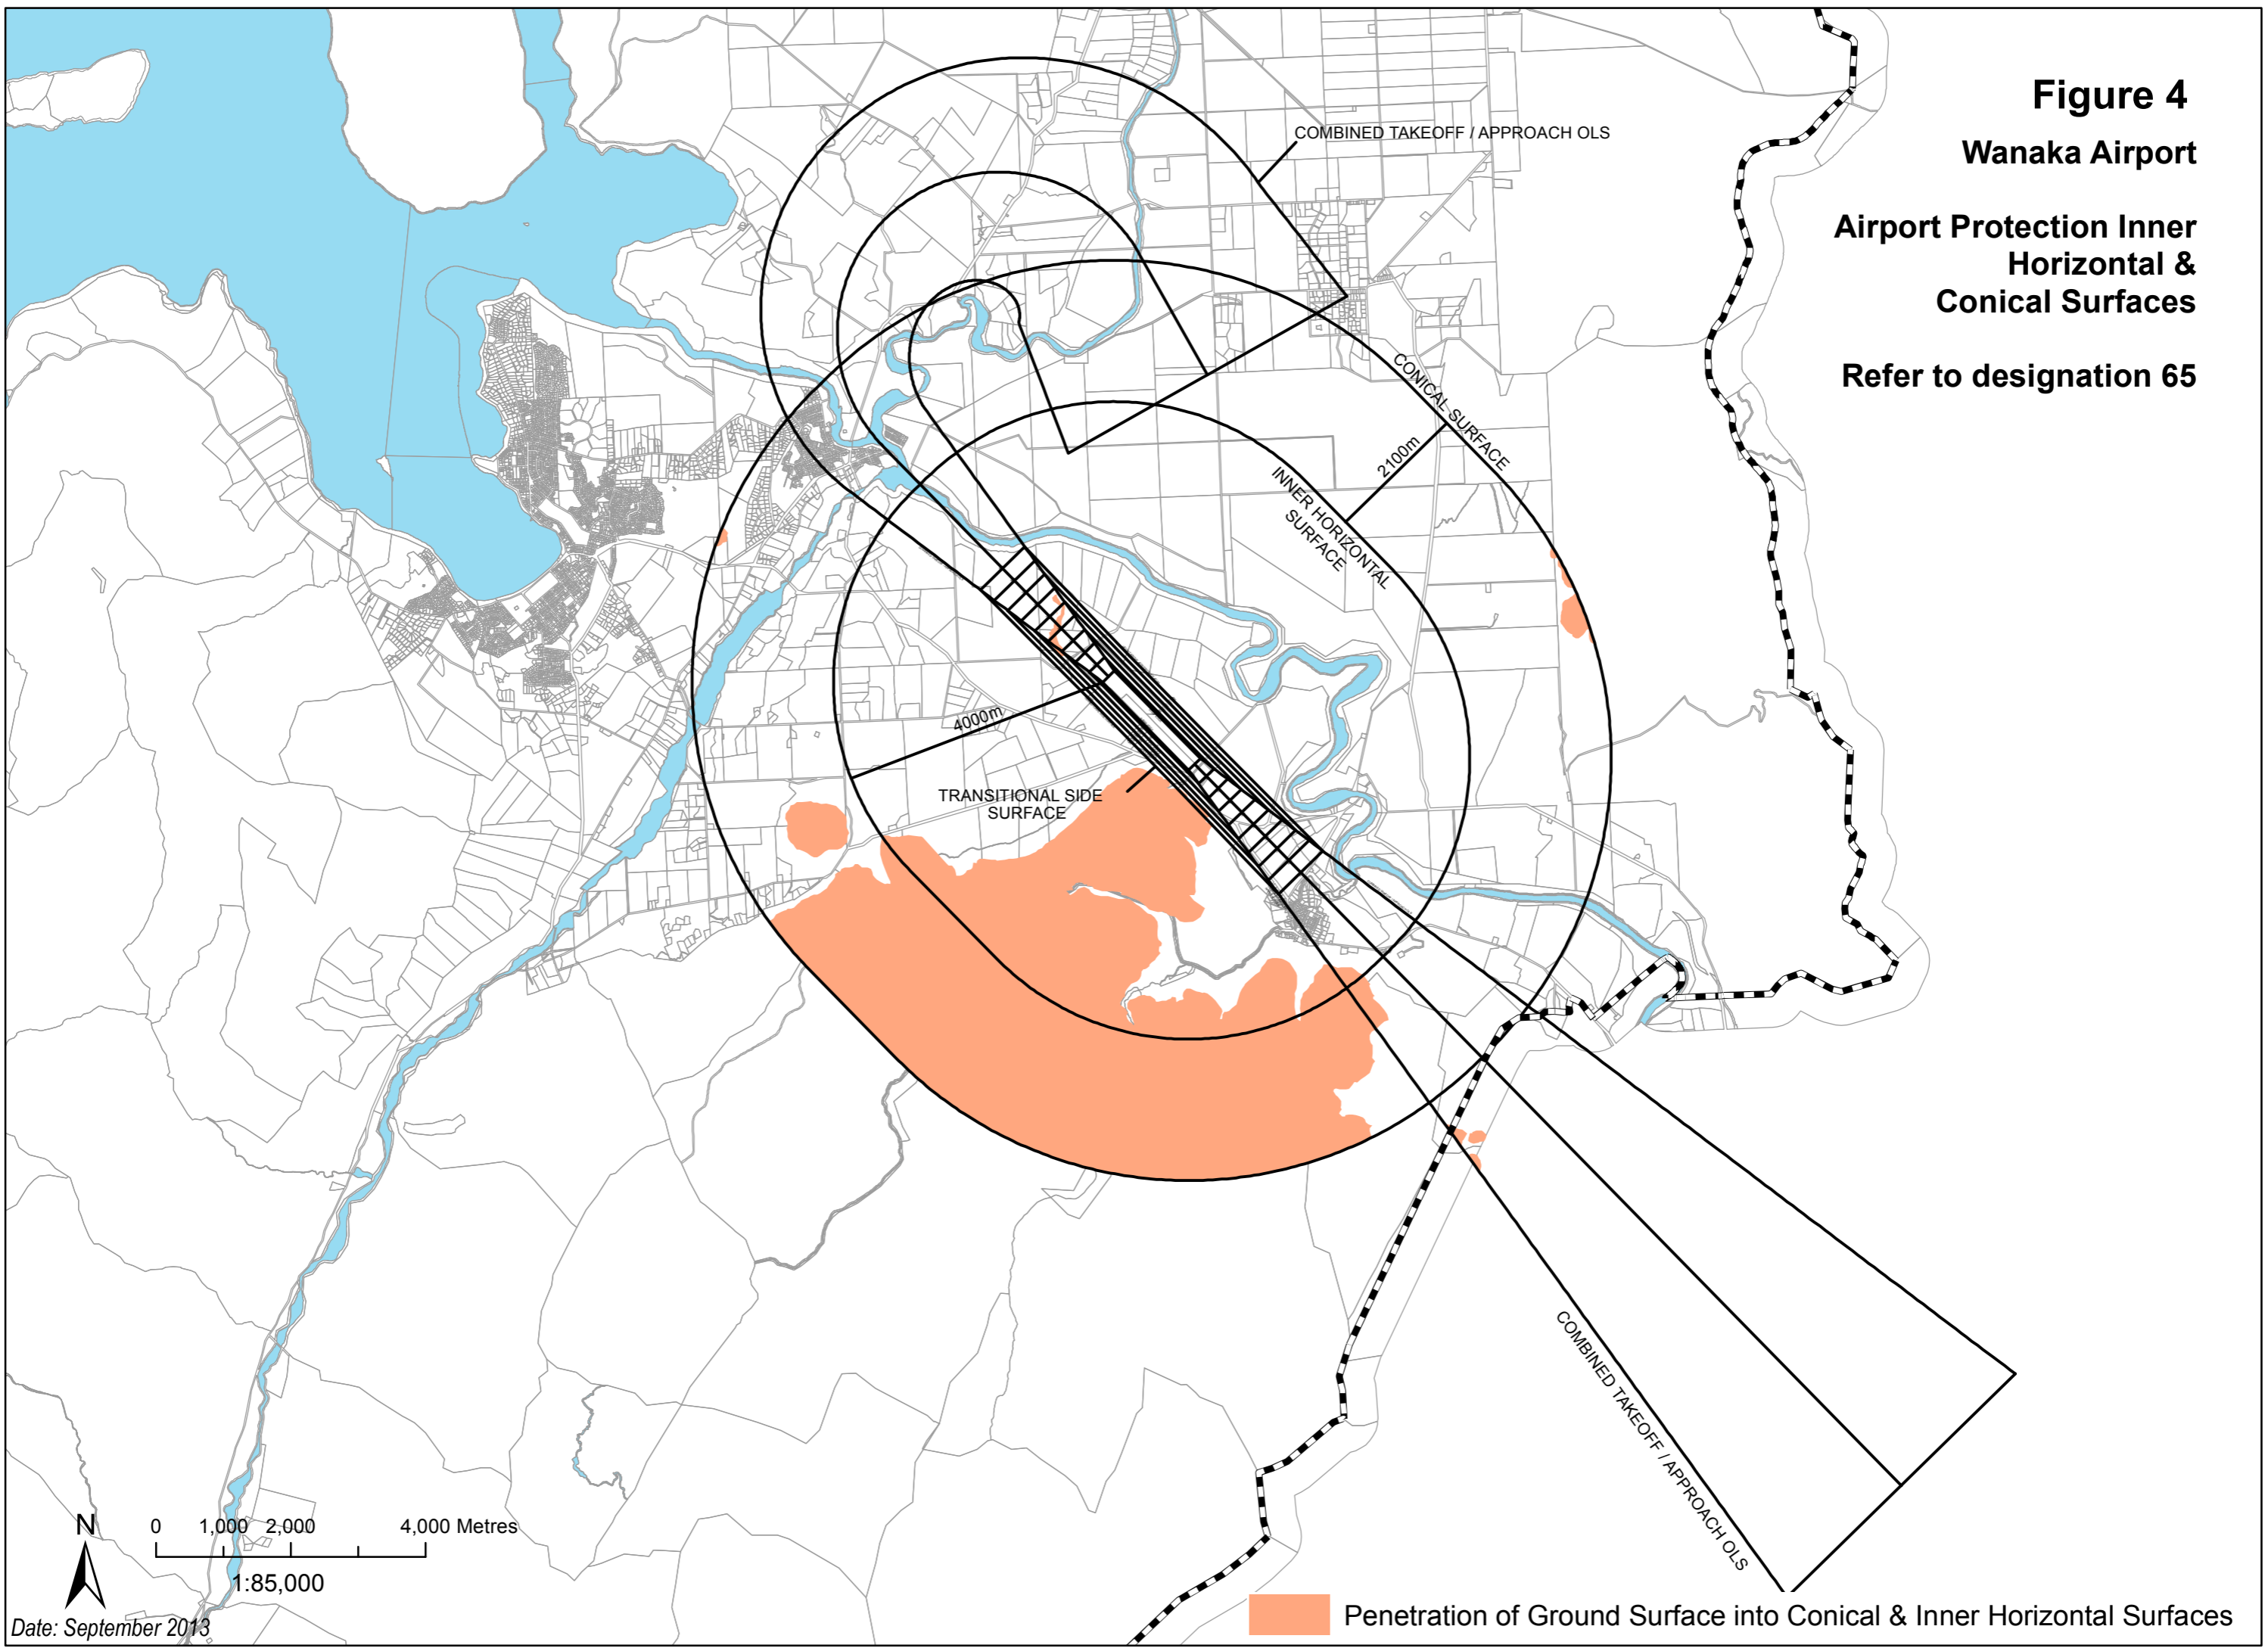 Figure 4
Wanaka Airport
Airport Protection Inner
Horizontal &
Conical Surfaces
Refer to designation 65
COMBINED TAKEOFF / APPROACH OLS
CONICAL SURFACE
2100m
INNER HORIZONTAL
SURFACE
4000m
TRANSITIONAL SIDE
SURFACE
COMBINED TAKEOFF / APPROACH OLS
N
0 1,000 2,000 4,000 Metres
1:85,000
Date: September 2013
Penetration of Ground Surface into Conical & Inner Horizontal Surfaces